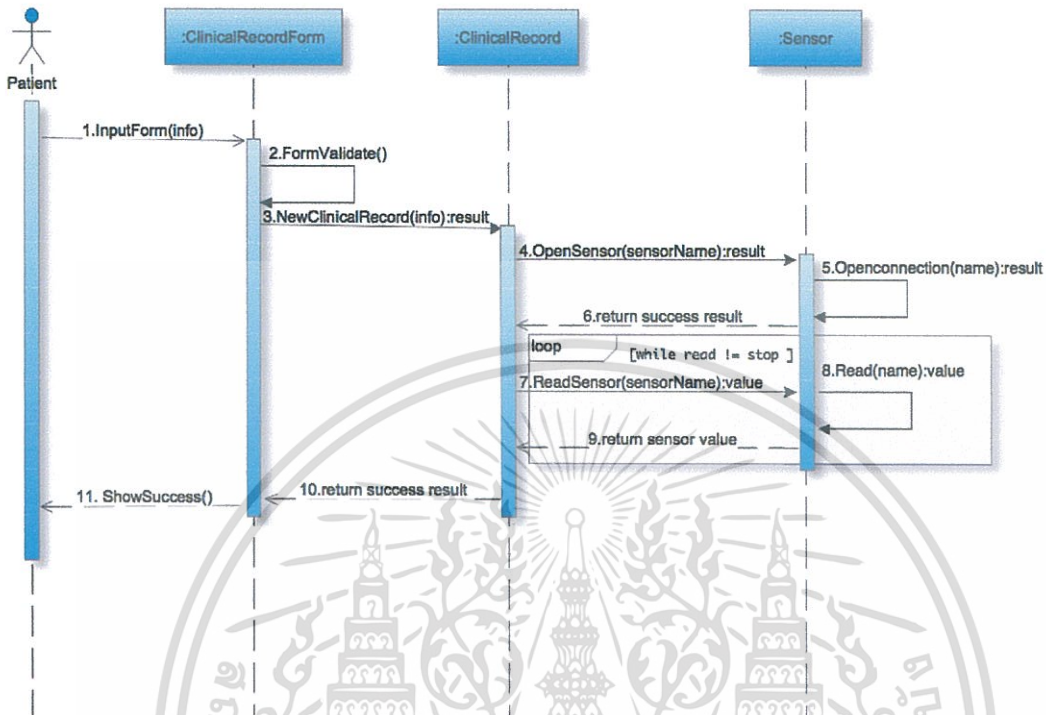 :ClinicalRecordForm
:ClinicalRecord
:Sensor
Patient
1.InputForm(info)
2.FormValidate()
3.NewClinicalRecord(info):result
4.OpenSensor(sensorName):result
5.Openconnection(name):result
6.return success result
loop
[while read != stop ]
7.ReadSensor(sensorName):value
8.Read(name):value
9.return sensor value
10.return success result
11. ShowSuccess()